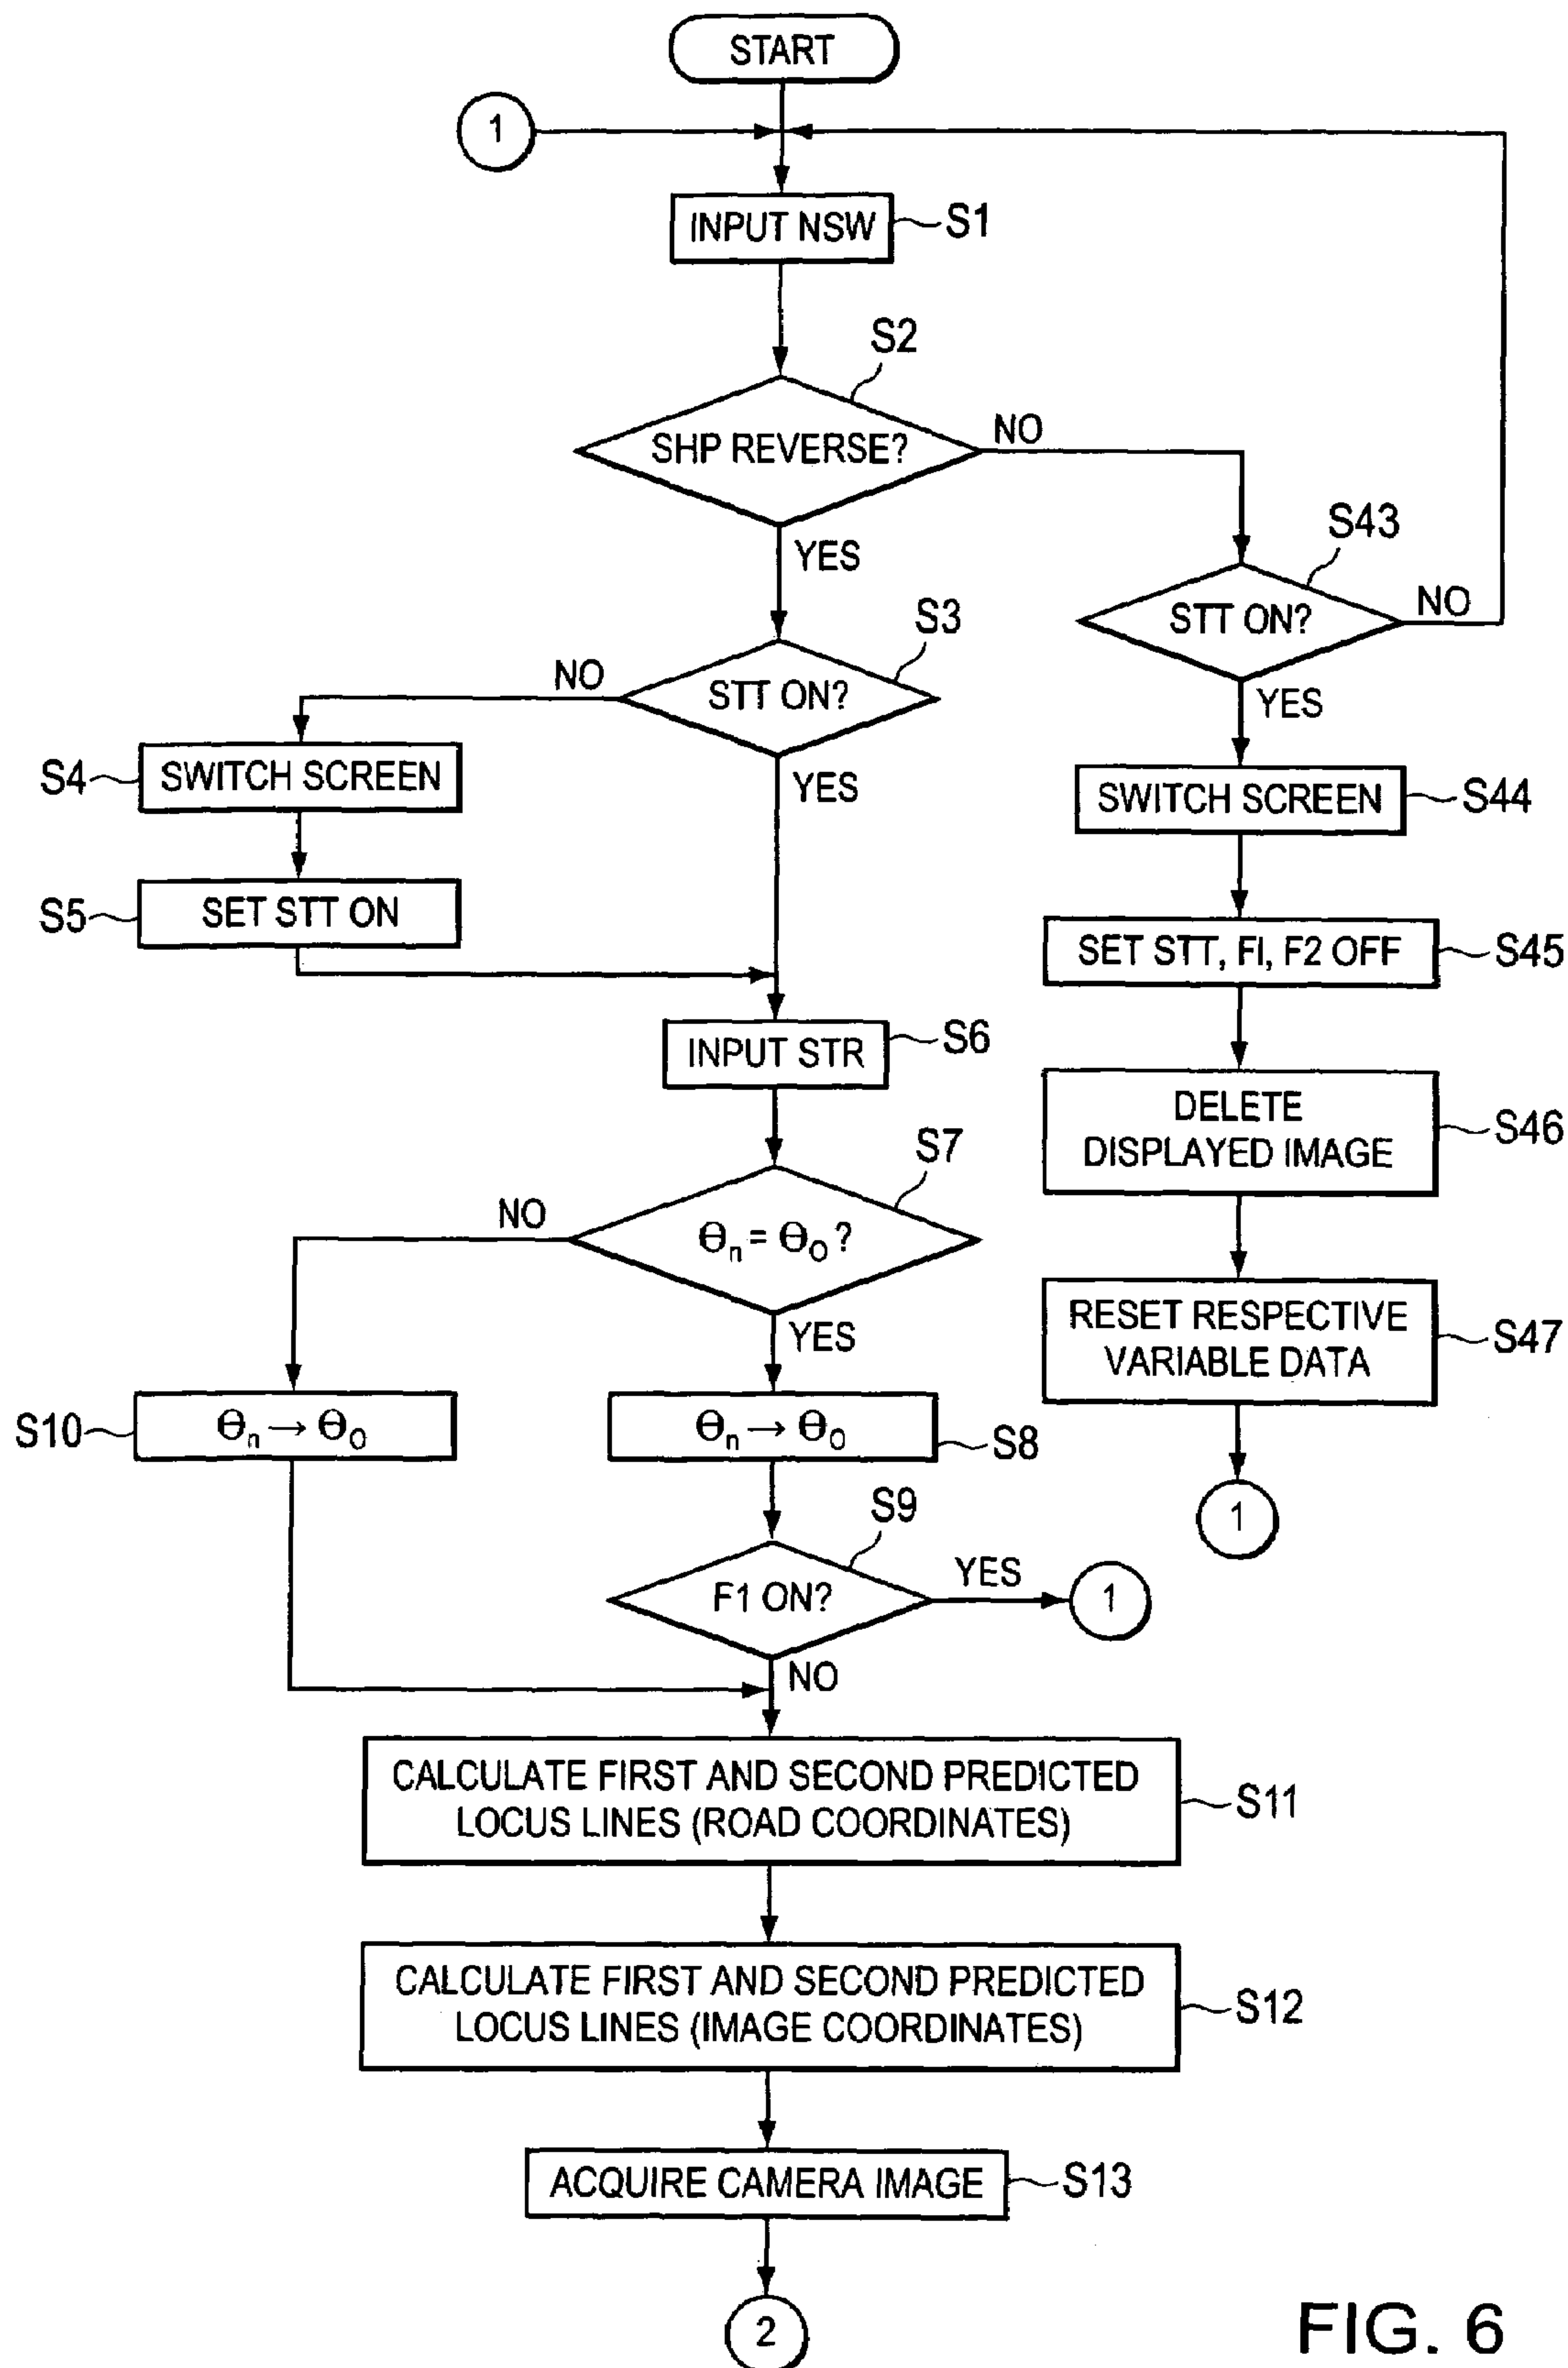 START
1
INPUT NSW
S1
S2
SHP REVERSE?
NO
YES
S43
STT ON?
NO
YES
S3
STT ON?
NO
YES
S4
SWITCH SCREEN
S44
SWITCH SCREEN
S5
SET STT ON
SET STT, FI, F2 OFF
S45
INPUT STR
S6
DELETE
DISPLAYED IMAGE
S46
S7
Θn = Θo ?
NO
YES
RESET RESPECTIVE
VARIABLE DATA
S47
S10
Θn → Θo
Θn → Θo
S8
1
S9
F1 ON?
YES
1
NO
CALCULATE FIRST AND SECOND PREDICTED
LOCUS LINES (ROAD COORDINATES)
S11
CALCULATE FIRST AND SECOND PREDICTED
LOCUS LINES (IMAGE COORDINATES)
S12
ACQUIRE CAMERA IMAGE
S13
2
FIG. 6